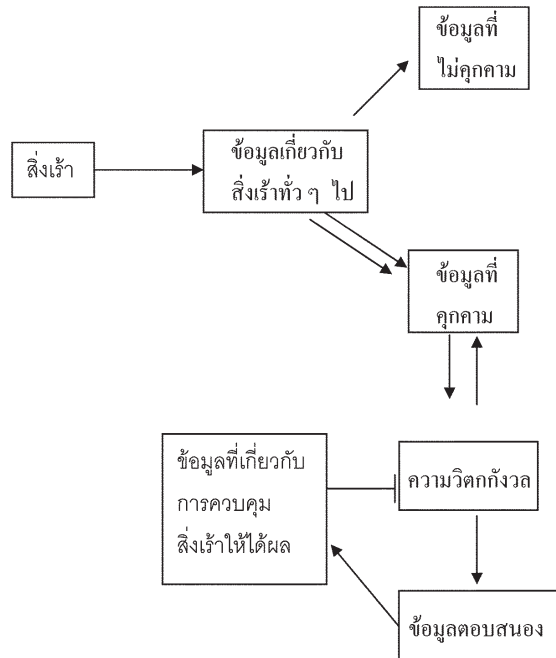 ข้อมูลที่
ไม่คุกคาม
สิ่งเร้า
ข้อมูลเกี่ยวกับ
สิ่งเร้าทั่ว ๆ ไป
ข้อมูลที่
คุกคาม
ข้อมูลที่เกี่ยวกับ
การควบคุม
สิ่งเร้าให้ได้ผล
ความวิตกกังวล
ข้อมูลตอบสนอง